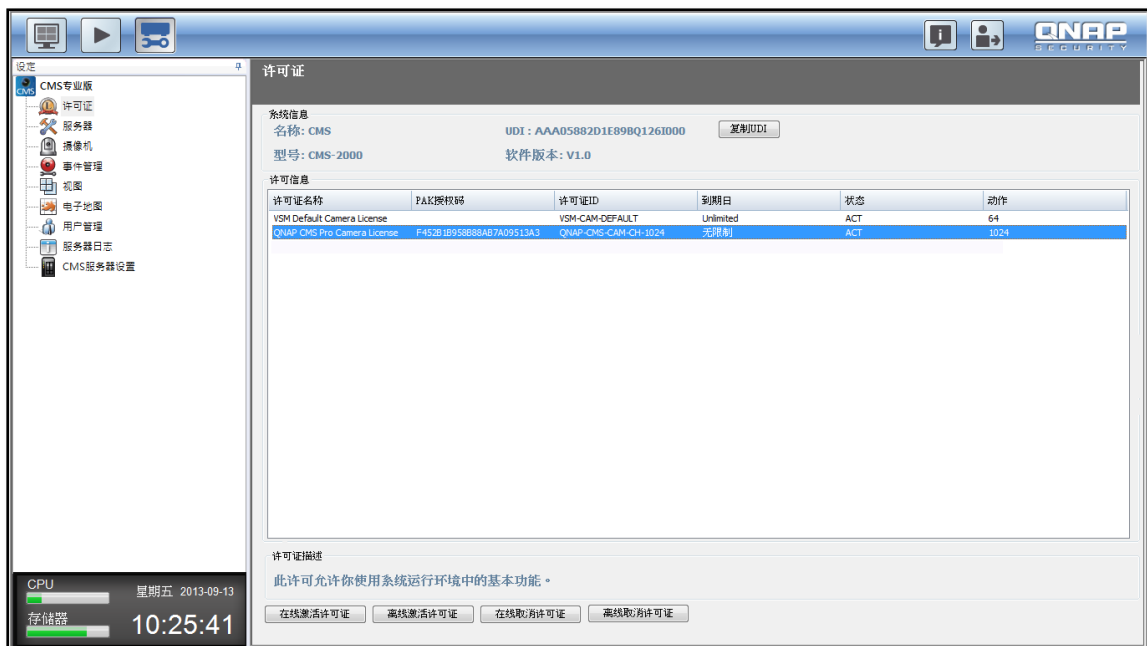 QNAP
SECURITY
设定
CMS专业版
许可证
服务器
摄像机
事件管理
视图
电子地图
用户管理
服务器日志
CMS服务器设置
CPU
星期五 2013-09-13
存储器
10:25:41
许可证
系统信息
名称: CMS UDI : AAA05882D1E89BQ126I000 复制UDI
型号: CMS-2000 软件版本: V1.0
许可信息
许可证名称 PAK授权码 许可证ID 到期日 状态 动作
VSM Default Camera License VSM-CAM-DEFAULT Unlimited ACT 64
QNAP CMS Pro Camera License F452B1B958B88AB7A09513A3 QNAP-CMS-CAM-CH-1024 无限制 ACT 1024
许可证描述
此许可允许你使用系统运行环境中的基本功能。
在线激活许可证 离线激活许可证 在线取消许可证 离线取消许可证